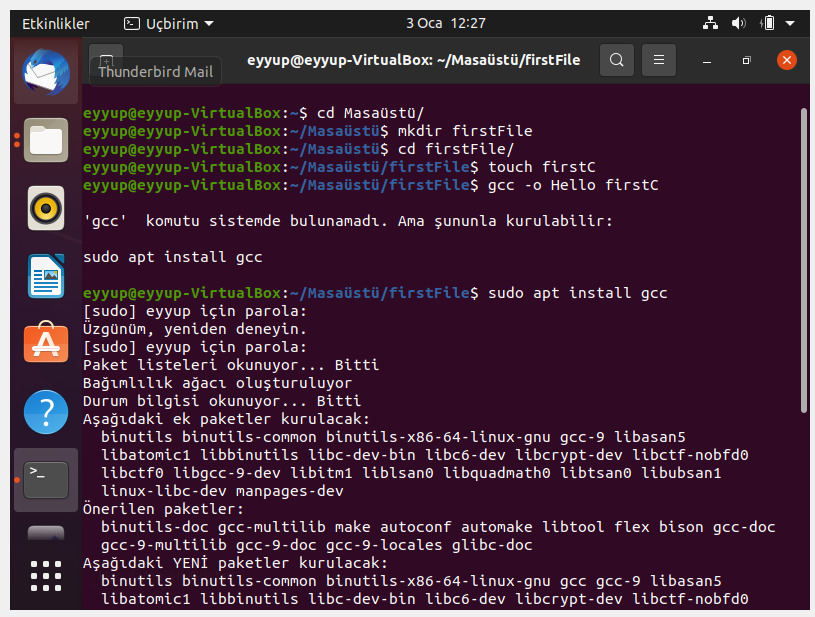 Etkinlikler
Uçbirim
3 Oca 12:27
eyyup@eyyup-VirtualBox: ~/Masaüstü/firstFile
Thunderbird Mail
eyyup@eyyup-VirtualBox:~$ cd Masaüstü/
eyyup@eyyup-VirtualBox:~/Masaüstü$ mkdir firstFile
eyyup@eyyup-VirtualBox:~/Masaüstü$ cd firstFile/
eyyup@eyyup-VirtualBox:~/Masaüstü/firstFile$ touch firstC
eyyup@eyyup-VirtualBox:~/Masaüstü/firstFile$ gcc -o Hello firstC
'gcc'  komutu sistemde bulunamadı. Ama şununla kurulabilir:
sudo apt install gcc
eyyup@eyyup-VirtualBox:~/Masaüstü/firstFile$ sudo apt install gcc
[sudo] eyyup için parola:
Üzgünüm, yeniden deneyin.
[sudo] eyyup için parola:
Paket listeleri okunuyor... Bitti
Bağımlılık ağacı oluşturuluyor
Durum bilgisi okunuyor... Bitti
Aşağıdaki ek paketler kurulacak:
  binutils binutils-common binutils-x86-64-linux-gnu gcc-9 libasan5
  libatomic1 libbinutils libc-dev-bin libc6-dev libcrypt-dev libctf-nobfd0
  libctf0 libgcc-9-dev libitm1 liblsan0 libquadmath0 libtsan0 libubsan1
  linux-libc-dev manpages-dev
Önerilen paketler:
  binutils-doc gcc-multilib make autoconf automake libtool flex bison gcc-doc
  gcc-9-multilib gcc-9-doc gcc-9-locales glibc-doc
Aşağıdaki YENİ paketler kurulacak:
  binutils binutils-common binutils-x86-64-linux-gnu gcc gcc-9 libasan5
  libatomic1 libbinutils libc-dev-bin libc6-dev libcrypt-dev libctf-nobfd0